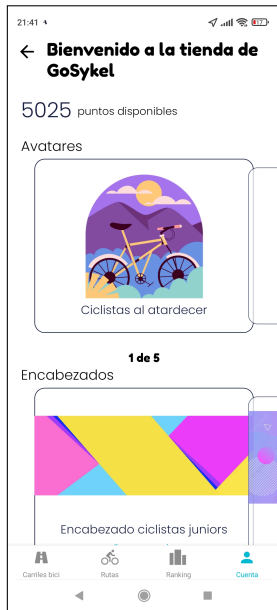 21:41
17
Bienvenido a la tienda de
GoSykel
5025 puntos disponibles
Avatares
Ciclistas al atardecer
1 de 5
Encabezados
Encabezado ciclistas juniors
Carriles bici Rutas Ranking Cuenta